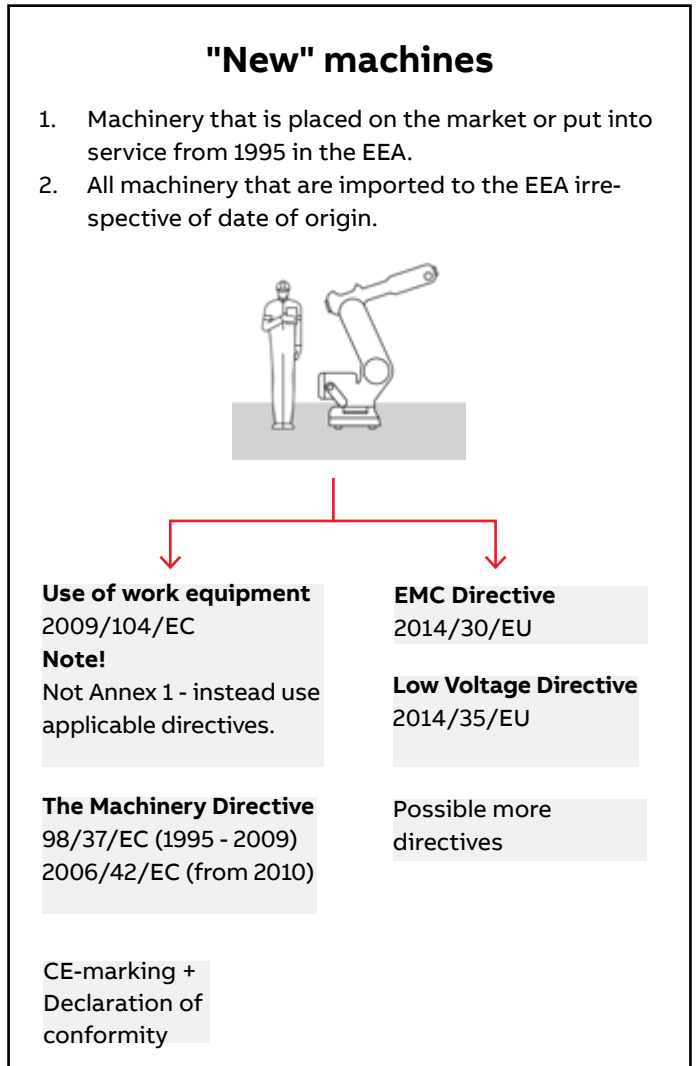 "New" machines
1. Machinery that is placed on the market or put into
service from 1995 in the EEA.
2. All machinery that are imported to the EEA irre-
spective of date of origin.
Use of work equipment
2009/104/EC
Note!
Not Annex 1 - instead use
applicable directives.
The Machinery Directive
98/37/EC (1995 - 2009)
2006/42/EC (from 2010)
CE-marking +
Declaration of
conformity
EMC Directive
2014/30/EU
Low Voltage Directive
2014/35/EU
Possible more
directives